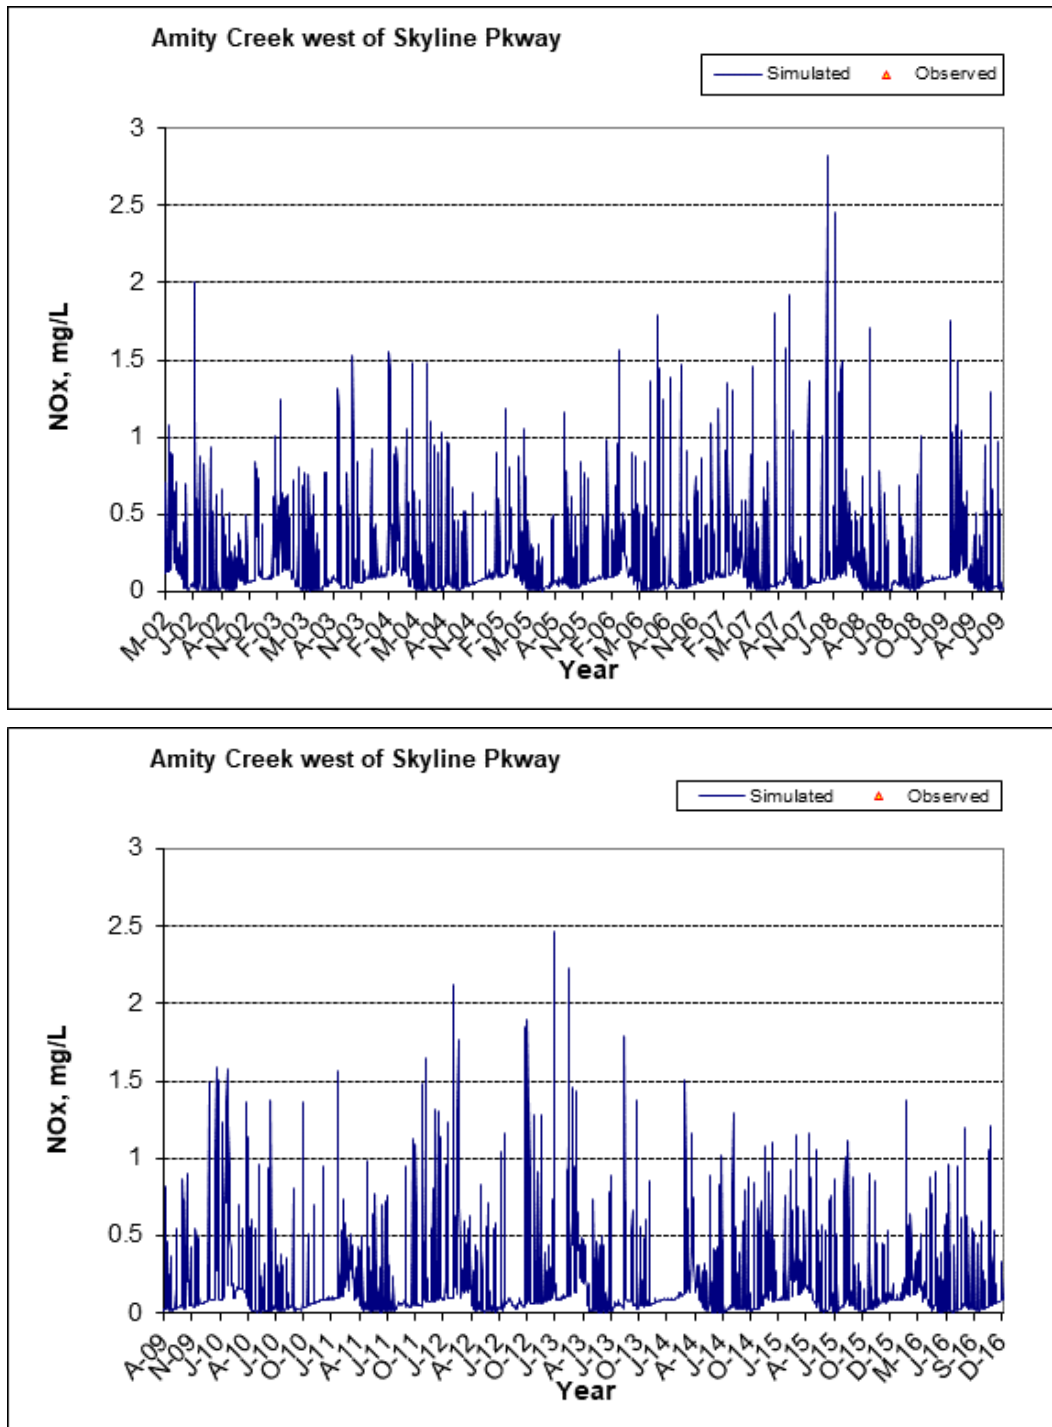 Amity Creek west of Skyline Pkway
Simulated Observed
3
2.5
2
1.5
1
0.5
0
NOx, mg/L
M-02 J-02 A-02 N-02 F-03 M-03 A-03 N-03 F-04 M-04 A-04 N-04 F-05 M-05 A-05 N-05 F-06 M-06 A-06 N-06 F-07 M-07 A-07 N-07 J-08 A-08 J-08 O-08 J-09 A-09 J-09
Year
Amity Creek west of Skyline Pkway
Simulated Observed
3
2.5
2
1.5
1
0.5
0
NOx, mg/L
A-09 N-09 J-10 A-10 J-10 O-10 J-11 A-11 J-11 O-11 J-12 A-12 J-12 O-12 J-13 A-13 J-13 O-13 J-14 A-14 J-14 O-14 J-15 A-15 J-15 O-15 D-15 M-16 J-16 S-16 D-16
Year